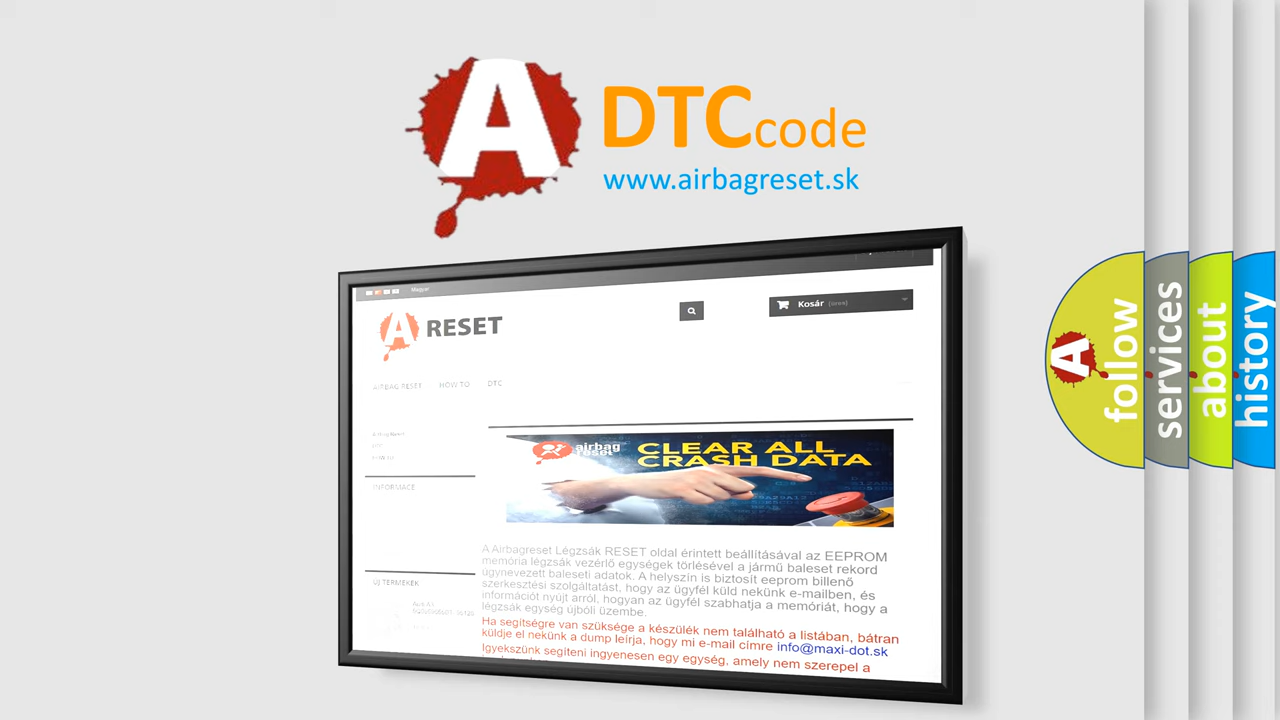 A
DTC code
www.airbagreset.sk
Magyar
A RESET
Kosár (üres)
AIRBAG RESET HOW TO DTC
INFORMACE
airbag
reset
CLEAR ALL
CRASH DATA
ÚJ TERMÉKEK
A Airbagreset Légzsák RESET oldal érintett beállításával az EEPROM
memória légzsák vezérlő egységek törlésével a jármű baleset rekord
úgynevezett baleseti adatok. A helyszín is biztosít eeprom billenő
szerkesztési szolgáltatást, hogy az ügyfél küld nekünk e-mailben, és
információt nyújt arról, hogyan az ügyfél szabhatja a memóriát, hogy a
légzsák egység újbóli üzembe.
Ha segítségre van szüksége a készülék nem található a listában, bátran
küldje el nekünk a dump leírja, hogy mi e-mail címre info@maxi-dot.sk
Igyekszünk segíteni ingyenesen egy egység, amely nem szerepel a
A
follow
services
about
history